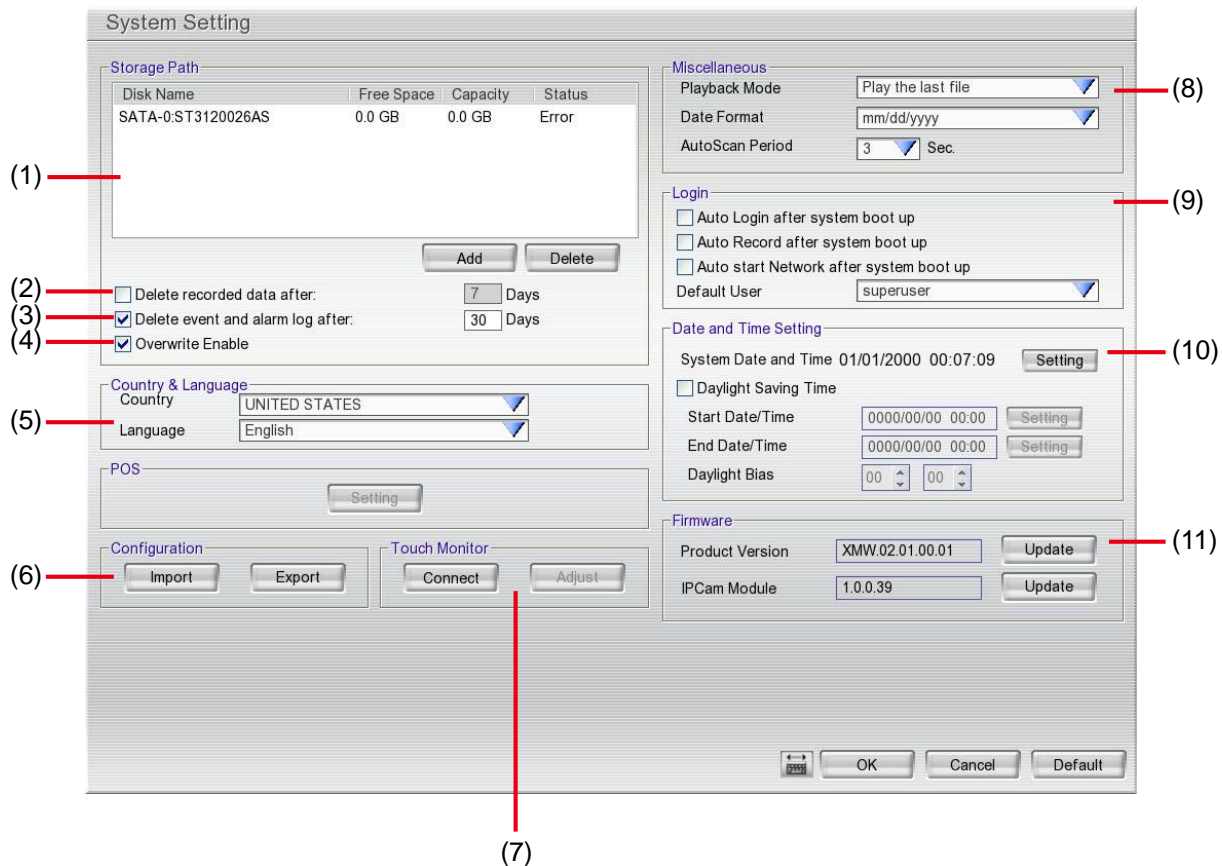 System Setting
Storage Path
Disk Name Free Space Capacity Status
SATA-0:ST3120026AS 0.0 GB 0.0 GB Error
(1)
Add Delete
(2) Delete recorded data after: 7 Days
(3) Delete event and alarm log after: 30 Days
(4) Overwrite Enable
Country & Language
Country UNITED STATES
(5)
Language English
POS
Setting
Configuration
(6) Import Export
Touch Monitor
Connect Adjust
(7)
Miscellaneous
Playback Mode Play the last file (8)
Date Format mm/dd/yyyy
AutoScan Period 3 Sec.
Login (9)
Auto Login after system boot up
Auto Record after system boot up
Auto start Network after system boot up
Default User superuser
Date and Time Setting
System Date and Time 01/01/2000 00:07:09 Setting (10)
Daylight Saving Time
Start Date/Time 0000/00/00 00:00 Setting
End Date/Time 0000/00/00 00:00 Setting
Daylight Bias 00 00
Firmware
Product Version XMW.02.01.00.01 Update (11)
IPCam Module 1.0.0.39 Update
OK Cancel Default